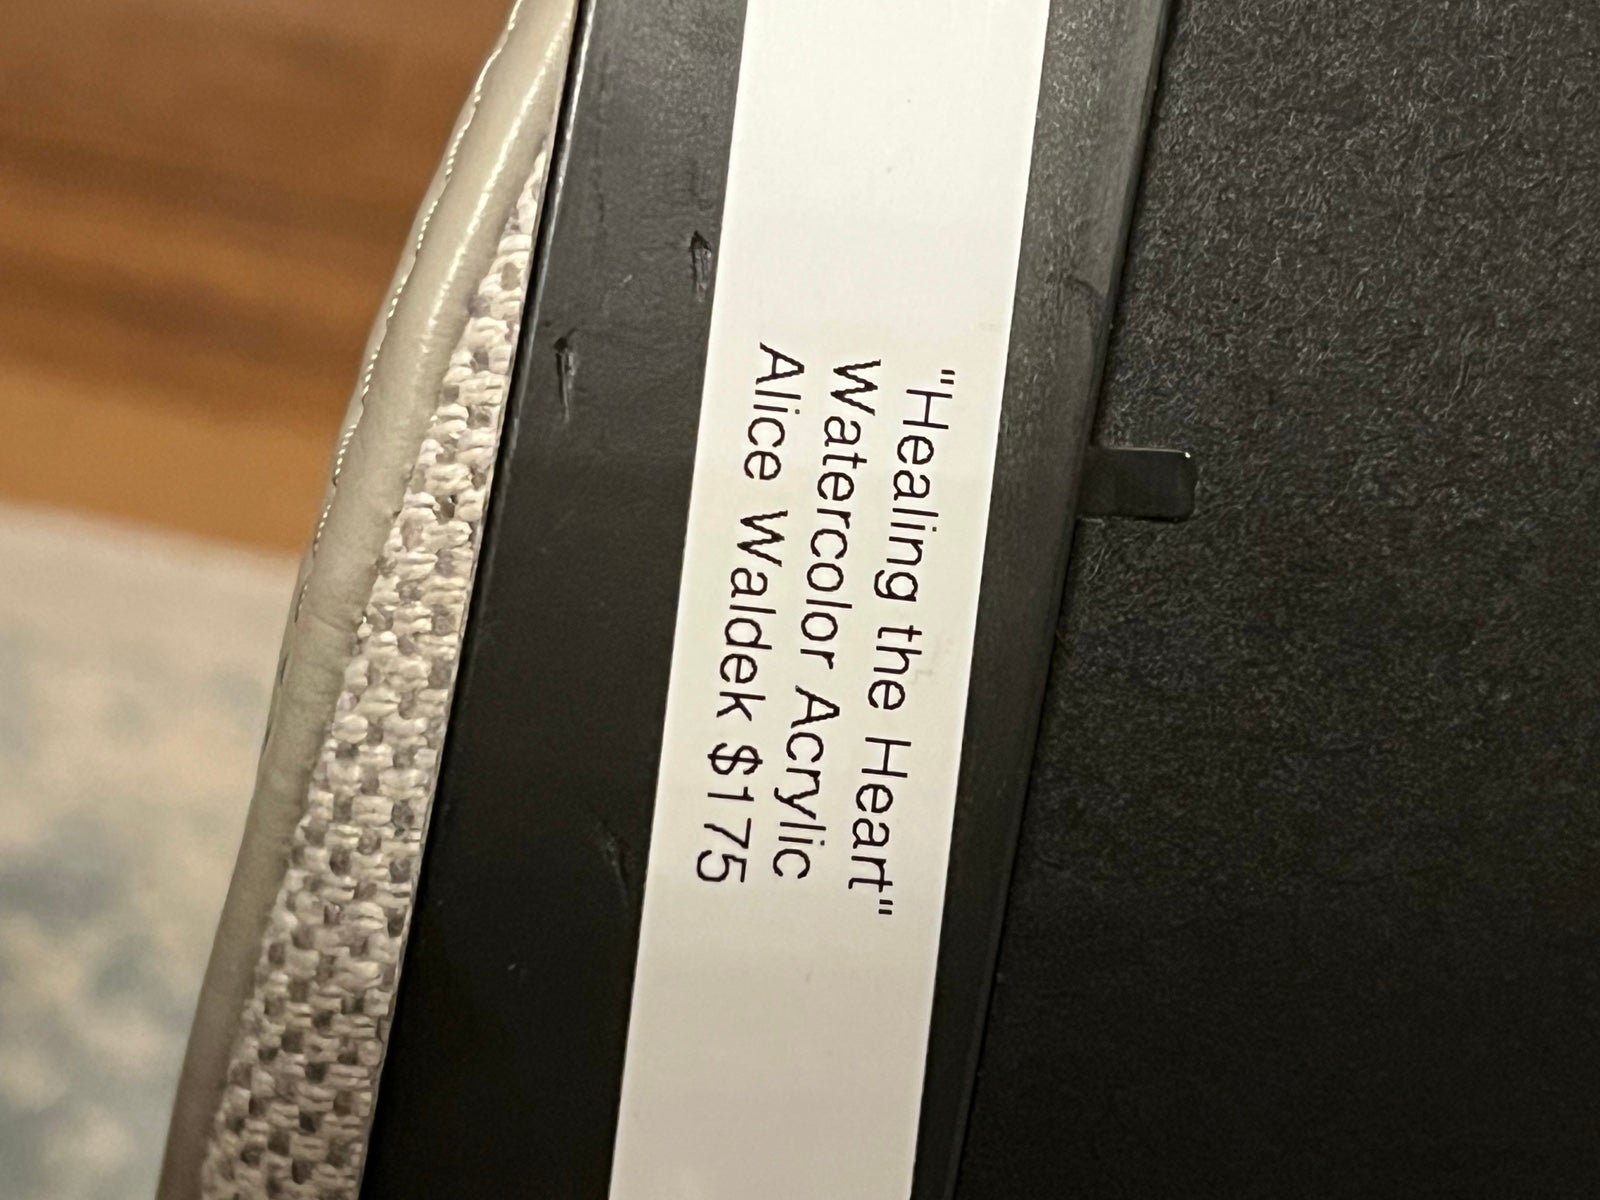 "Healing the Heart"
Watercolor Acrylic
Alice Waldek $175